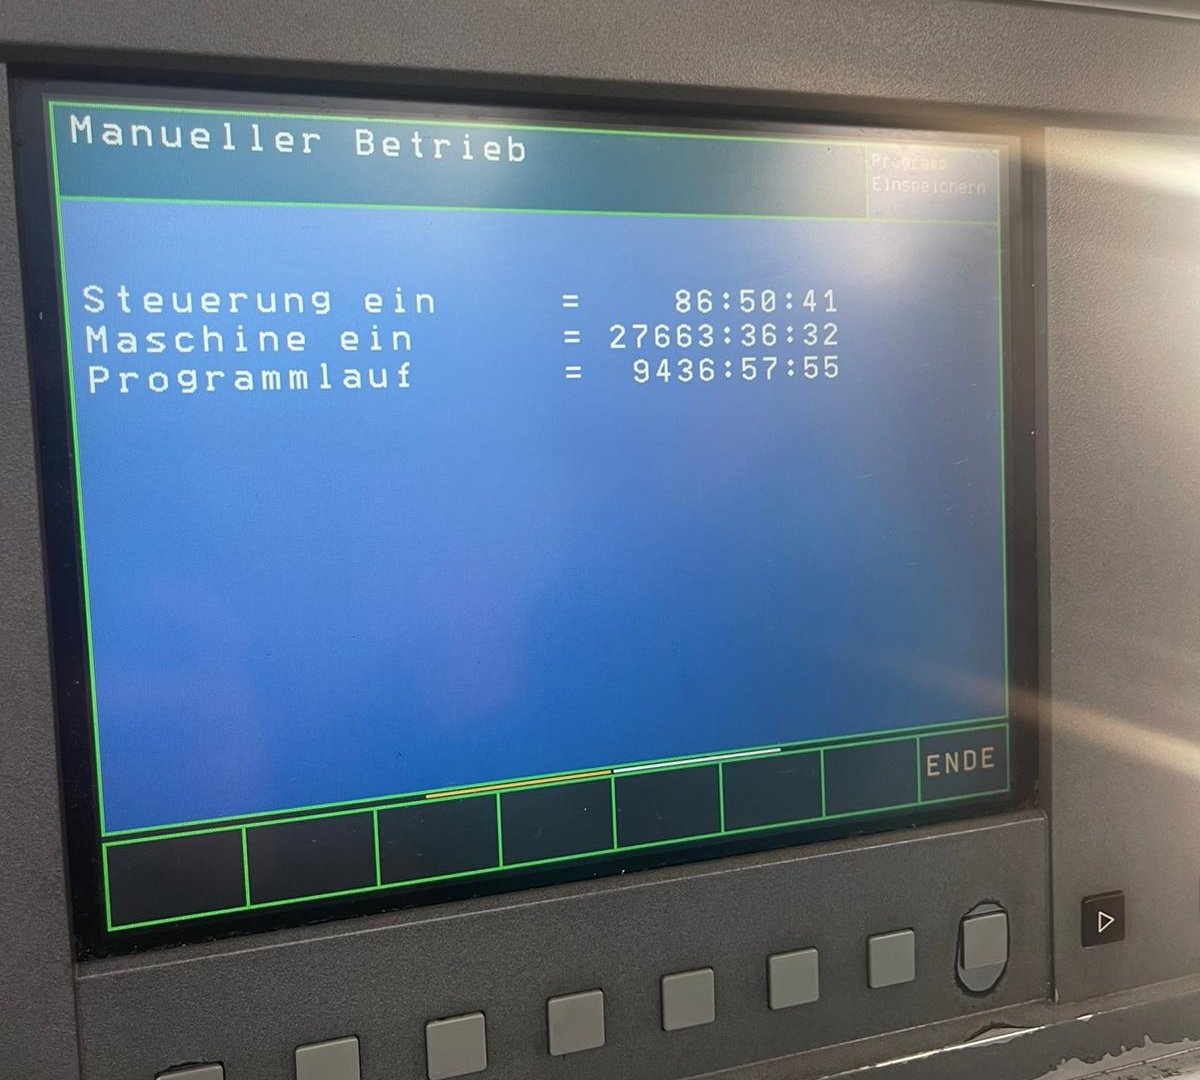 Manueller Betrieb
Programm
Einspeichern
Steuerung ein = 86:50:41
Maschine ein = 27663:36:32
Programmlauf = 9436:57:55
ENDE